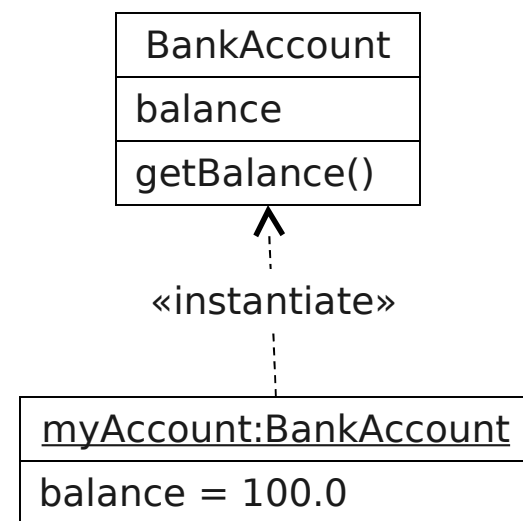 BankAccount
balance
getBalance()
«instantiate»
myAccount:BankAccount
balance = 100.0